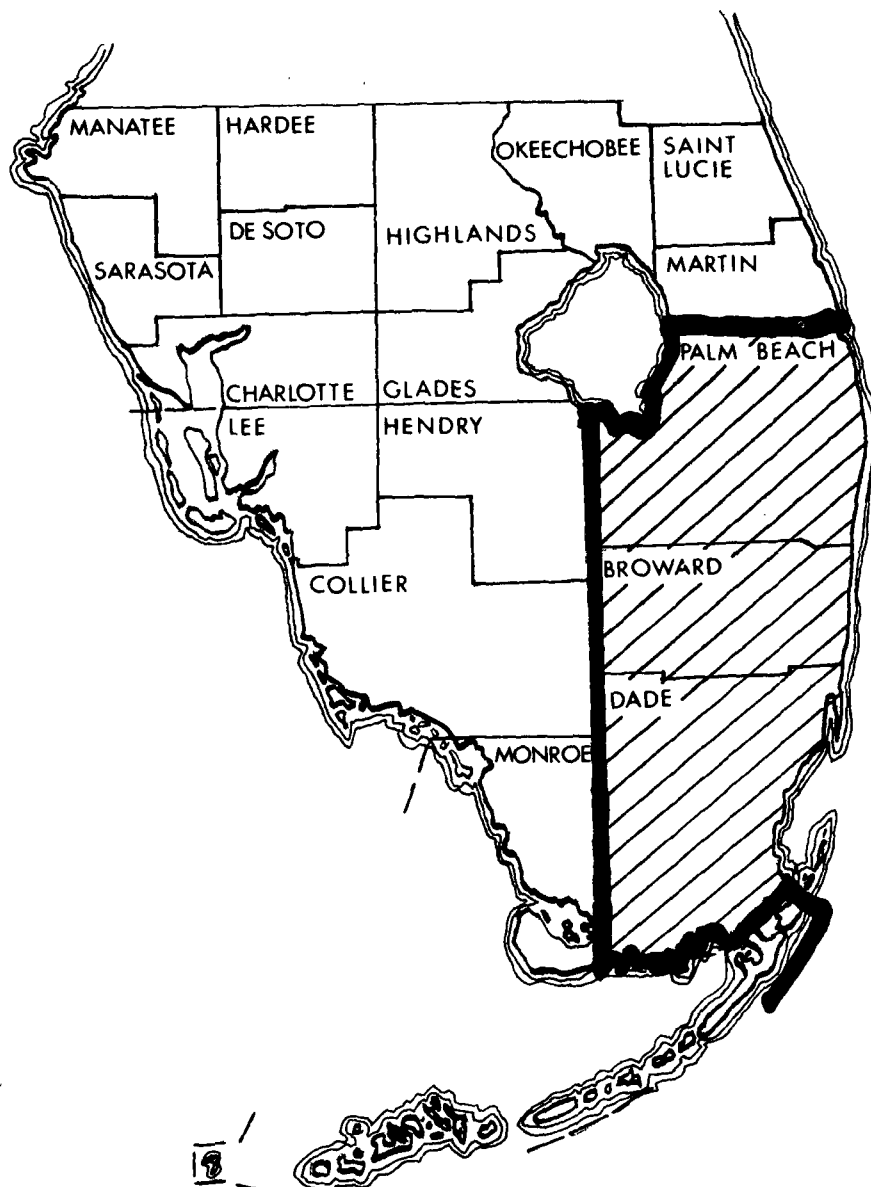 MANATEE
HARDEE
OKEECHOBEE
SAINT
LUCIE
DE SOTO
HIGHLANDS
SARASOTA
MARTIN
PALM BEACH
CHARLOTTE
GLADES
LEE
HENDRY
BROWARD
COLLIER
DADE
MONROE